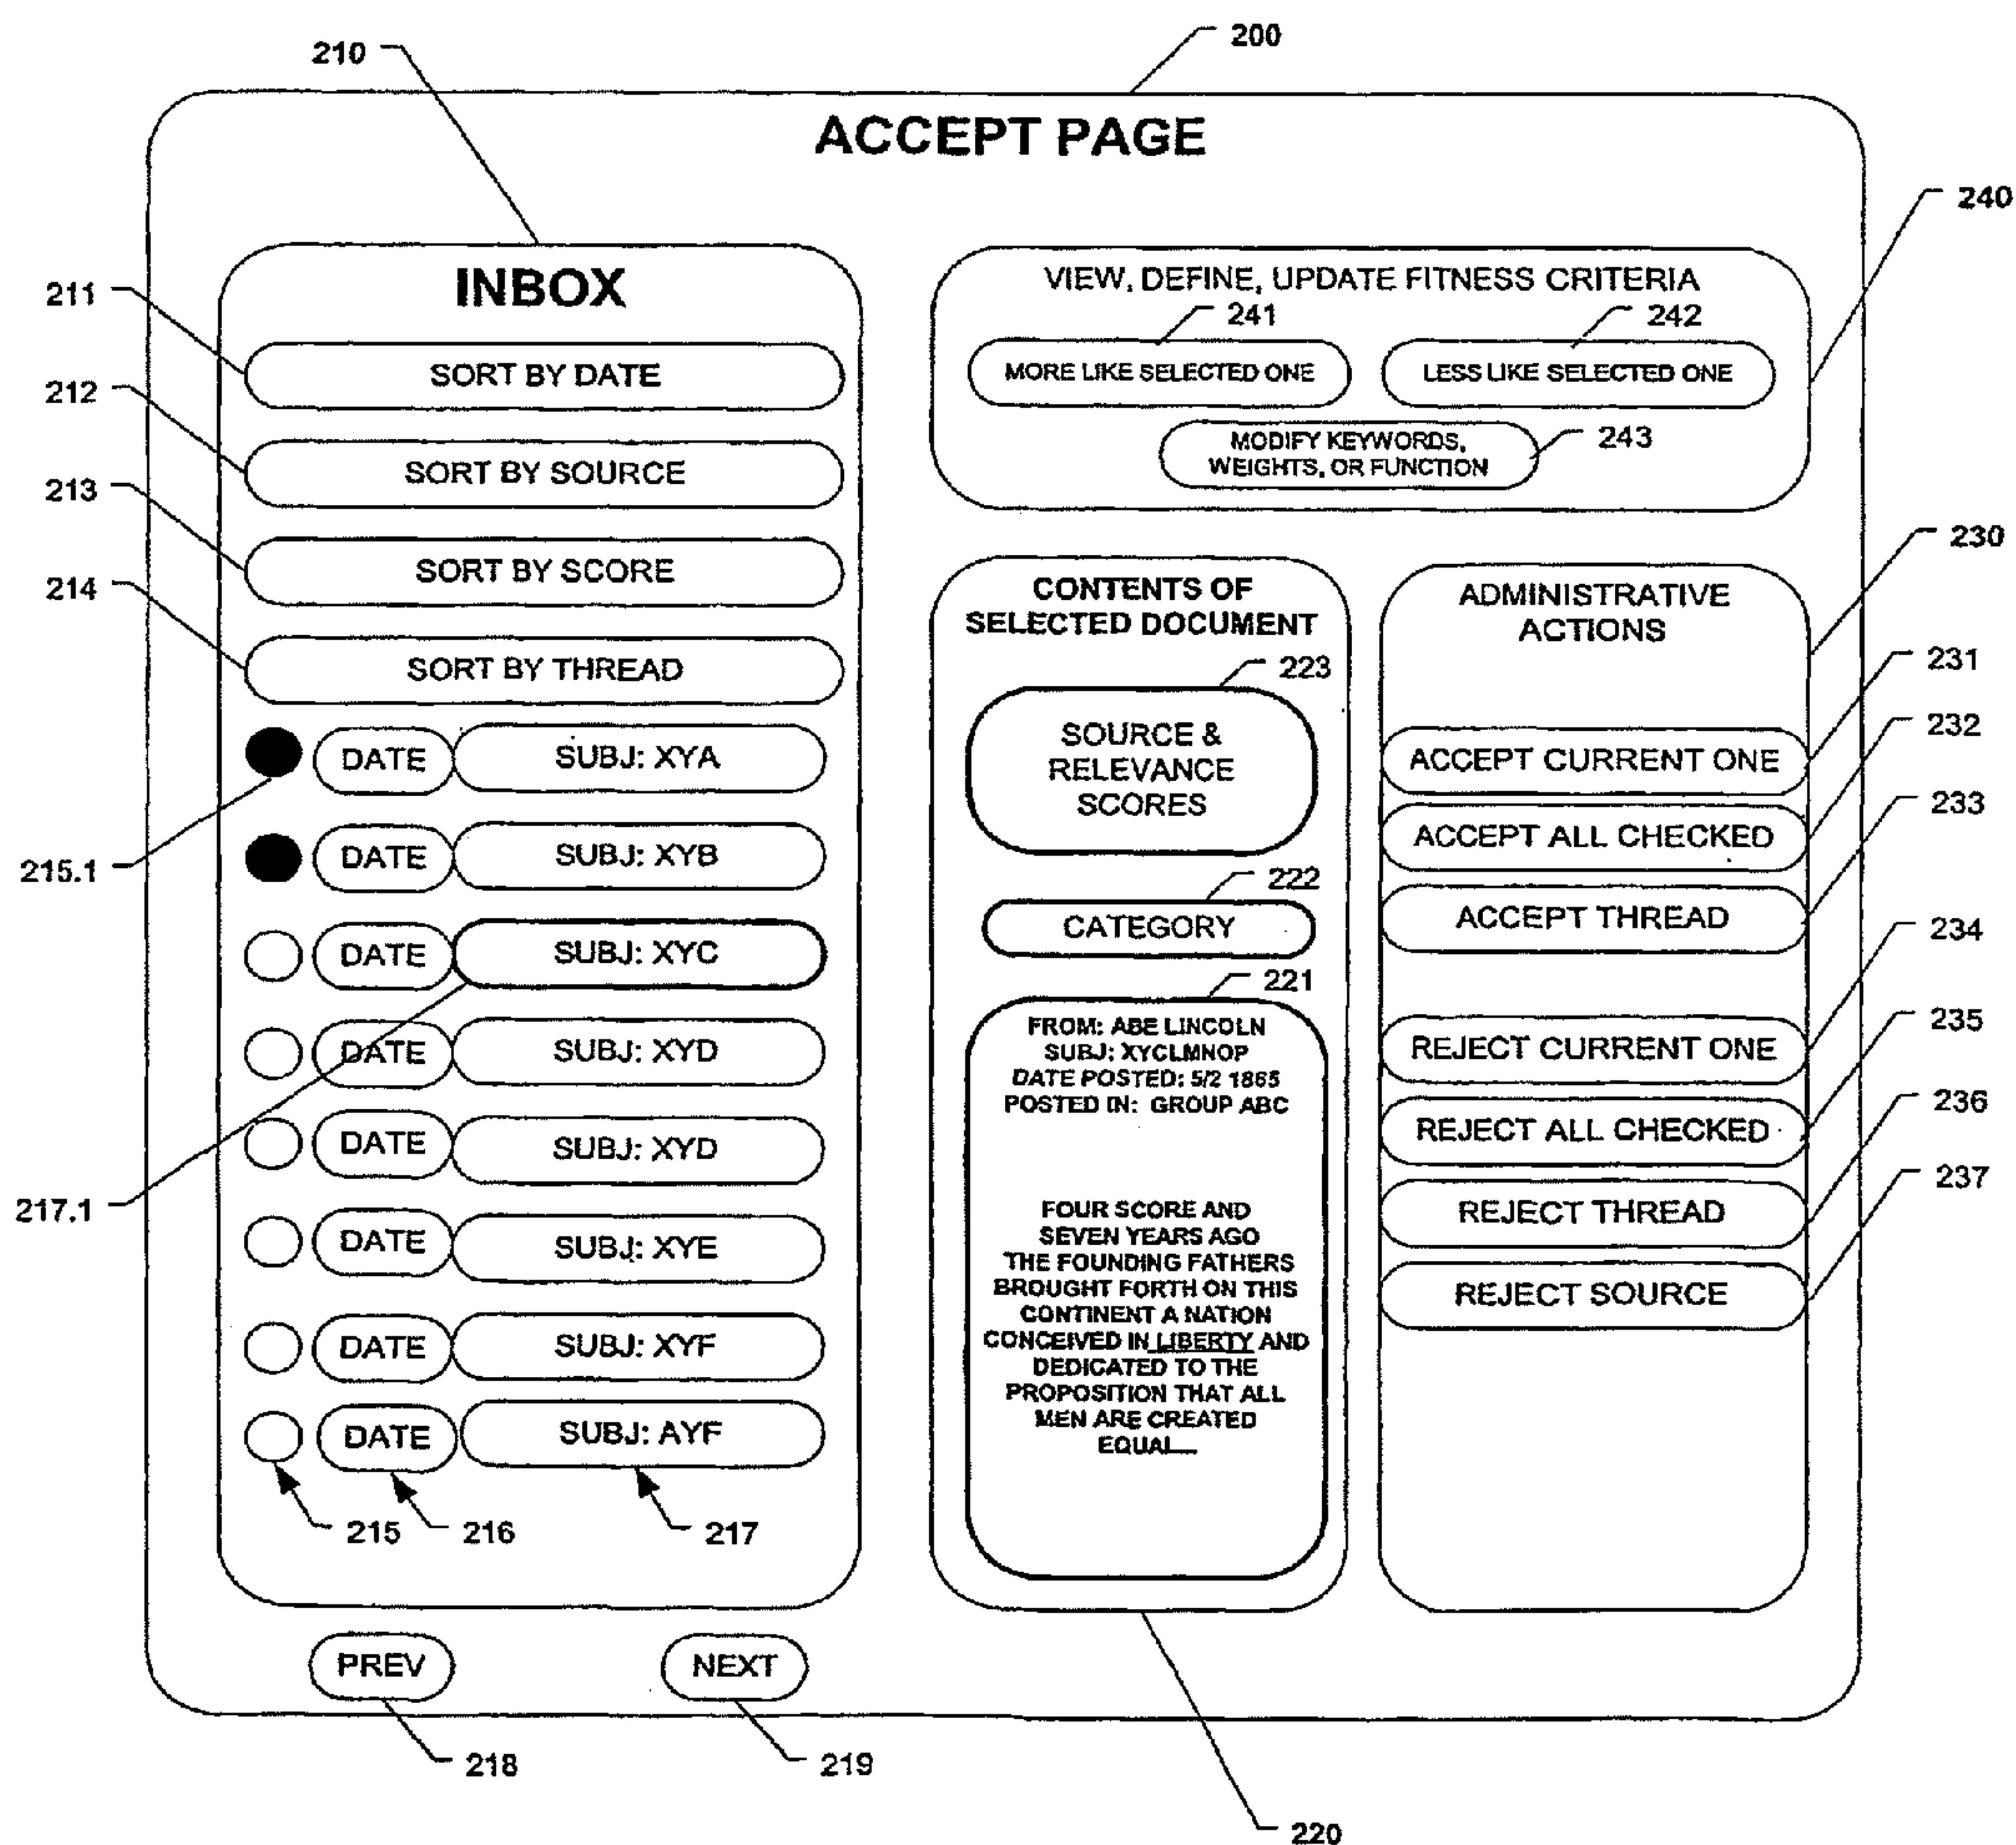 200
210
ACCEPT PAGE
240
INBOX
VIEW, DEFINE, UPDATE FITNESS CRITERIA
211
241
242
SORT BY DATE
MORE LIKE SELECTED ONE
LESS LIKE SELECTED ONE
212
243
MODIFY KEYWORDS,
WEIGHTS, OR FUNCTION
SORT BY SOURCE
213
230
SORT BY SCORE
214
CONTENTS OF
SELECTED DOCUMENT
ADMINISTRATIVE
ACTIONS
SORT BY THREAD
223
231
SOURCE &
RELEVANCE
SCORES
DATE
SUBJ: XYA
ACCEPT CURRENT ONE
232
215.1
DATE
SUBJ: XYB
ACCEPT ALL CHECKED
233
222
CATEGORY
ACCEPT THREAD
234
DATE
SUBJ: XYC
221
FROM: ABE LINCOLN
SUBJ: XYCLMNOP
DATE POSTED: 5/2 1865
POSTED IN: GROUP ABC
235
DATE
SUBJ: XYD
REJECT CURRENT ONE
236
DATE
SUBJ: XYD
REJECT ALL CHECKED
237
217.1
FOUR SCORE AND
SEVEN YEARS AGO
THE FOUNDING FATHERS
BROUGHT FORTH ON THIS
CONTINENT A NATION
CONCEIVED IN LIBERTY AND
DEDICATED TO THE
PROPOSITION THAT ALL
MEN ARE CREATED
EQUAL...
REJECT THREAD
DATE
SUBJ: XYE
REJECT SOURCE
DATE
SUBJ: XYF
DATE
SUBJ: AYF
215
216
217
PREV
NEXT
218
219
220